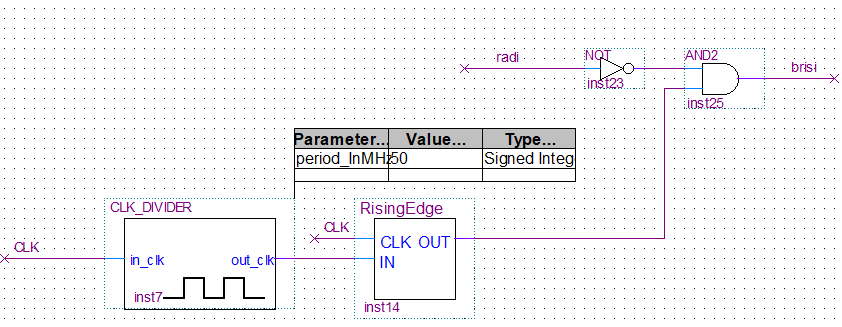 radi
NOT
inst23
AND2
inst25
brisi
Parameter... Value... Type...
period_InMHz 50 Signed Integ
CLK_DIVIDER
CLK
in_clk out_clk
inst7
RisingEdge
CLK
CLK OUT
IN
inst14